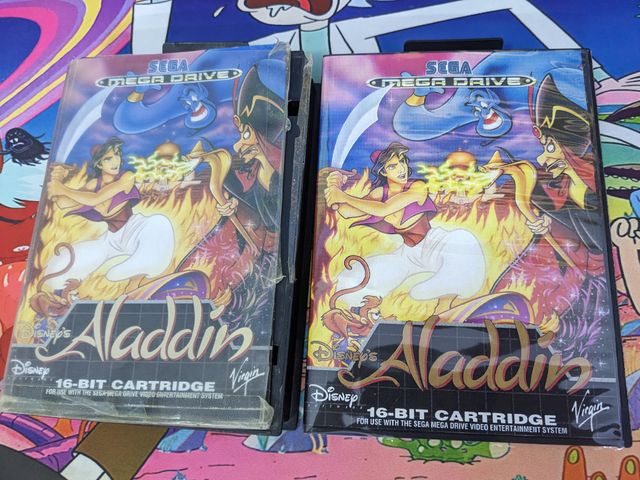 SEGA
MEGA DRIVE
DISNEY'S
Aladdin
Disney
16-BIT CARTRIDGE
FOR USE WITH THE SEGA MEGA DRIVE VIDEO ENTERTAINMENT SYSTEM
Virgin
SEGA
MEGA DRIVE
DISNEY'S
Aladdin
Disney
16-BIT CARTRIDGE
FOR USE WITH THE SEGA MEGA DRIVE VIDEO ENTERTAINMENT SYSTEM
Virgin